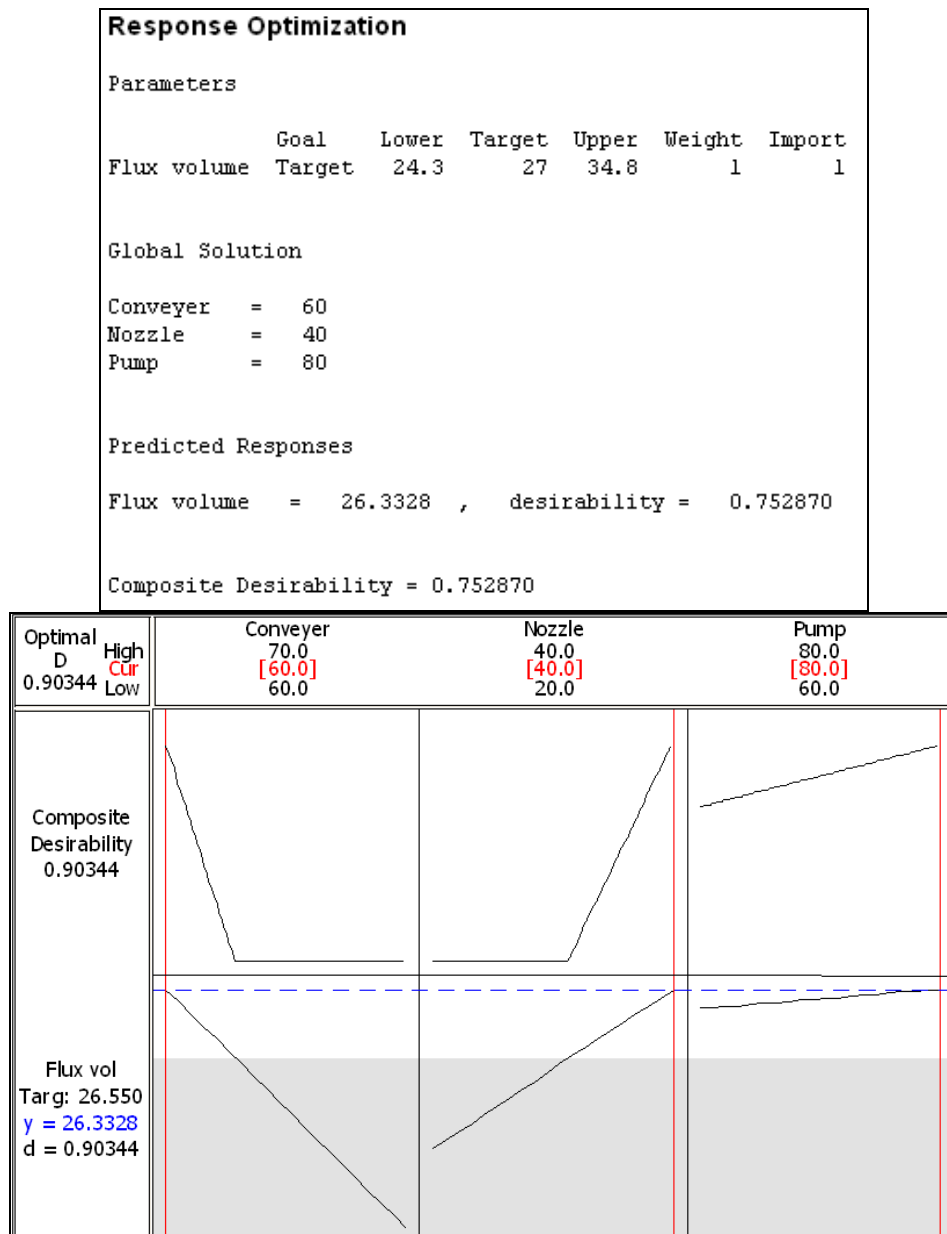 Response Optimization
Parameters
Goal Lower Target Upper Weight Import
Flux volume Target 24.3 27 34.8 1 1
Global Solution
Conveyer = 60
Nozzle = 40
Pump = 80
Predicted Responses
Flux volume = 26.3328 , desirability = 0.752870
Composite Desirability = 0.752870
Optimal
D
0.90344
High
Cur
Low
Conveyer
70.0
[60.0]
60.0
Nozzle
40.0
[40.0]
20.0
Pump
80.0
[80.0]
60.0
Composite
Desirability
0.90344
Flux vol
Targ: 26.550
y = 26.3328
d = 0.90344